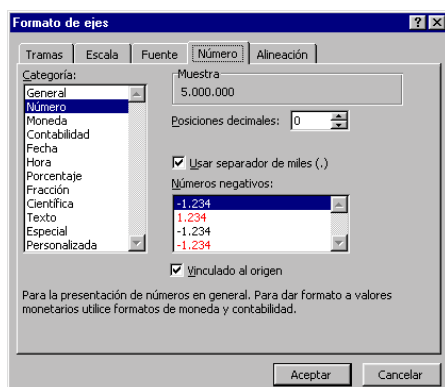 Formato de ejes
Tramas Escala Fuente Número Alineación
Categoría:
General
Número
Moneda
Contabilidad
Fecha
Hora
Porcentaje
Fracción
Científica
Texto
Especial
Personalizada
Muestra
5.000.000
Posiciones decimales: 0
Usar separador de miles (.)
Números negativos:
-1.234
1.234
-1.234
-1.234
Vinculado al origen
Para la presentación de números en general. Para dar formato a valores
monetarios utilice formatos de moneda y contabilidad.
Aceptar Cancelar